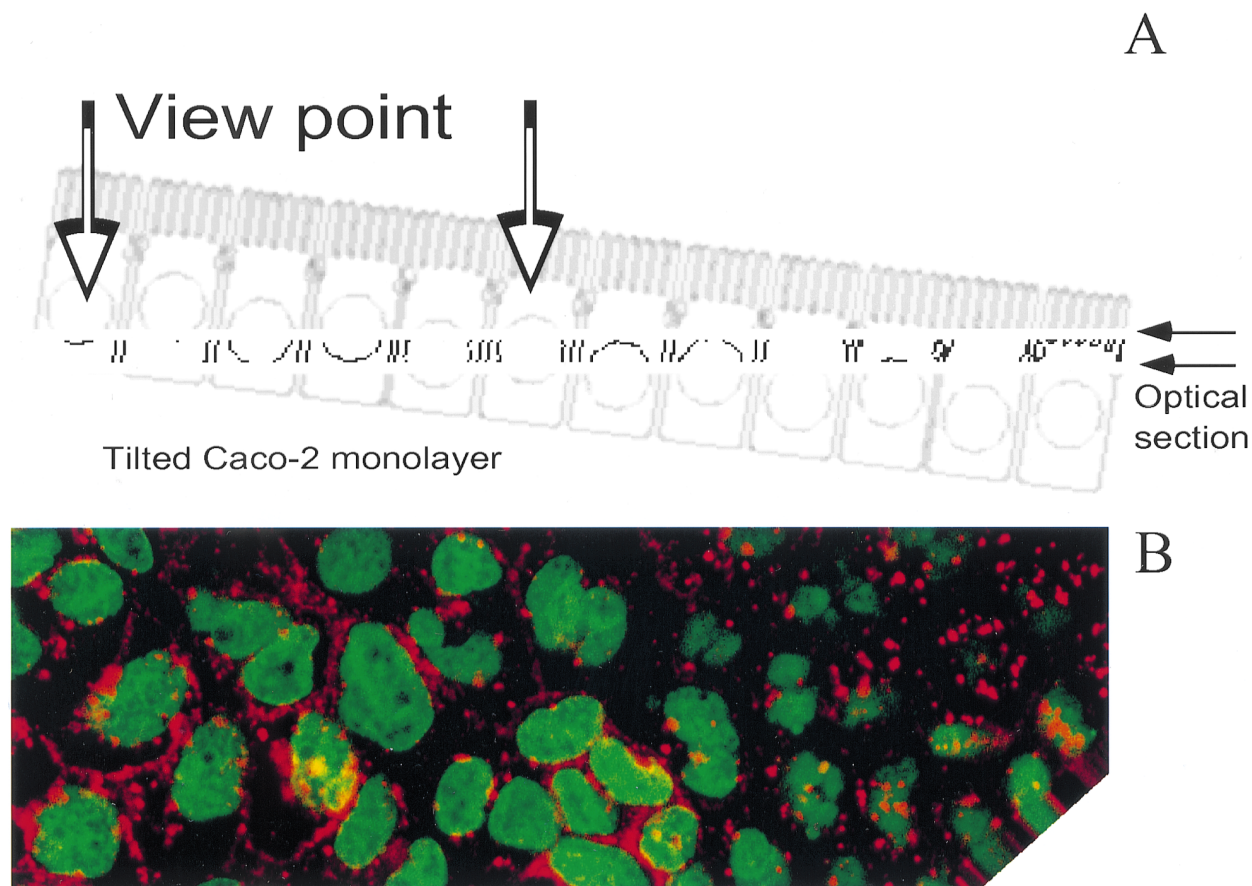 A
View point
Optical
section
Tilted Caco-2 monolayer
B